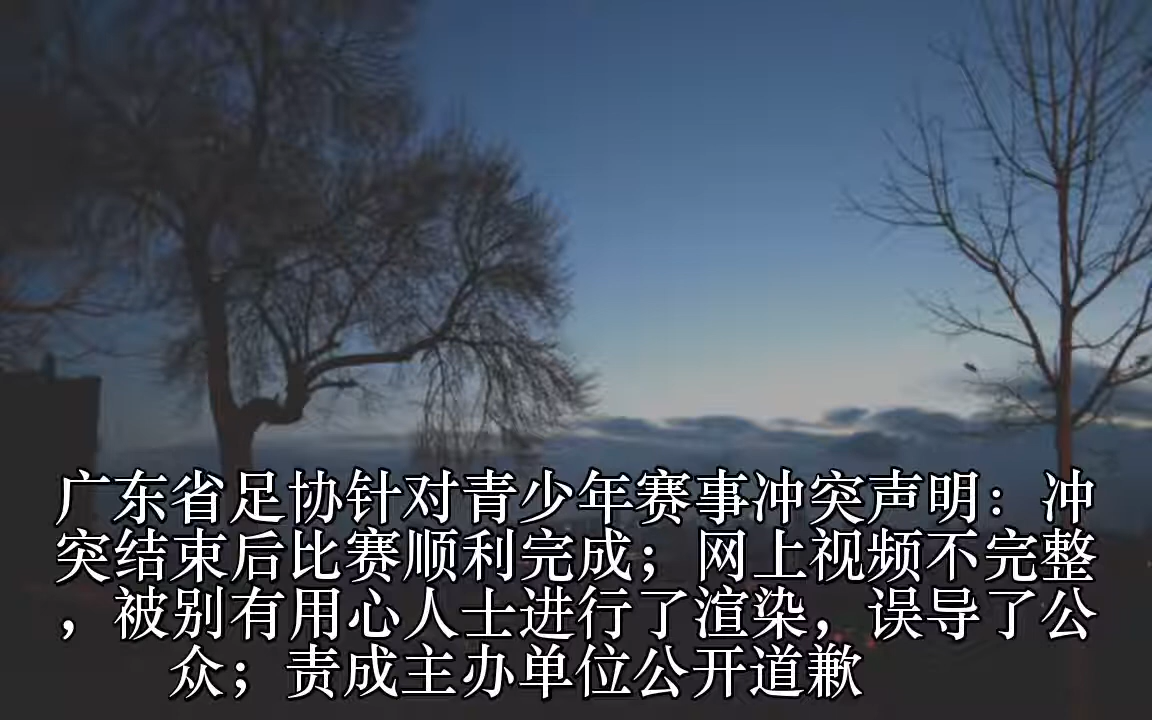 广东省足协针对青少年赛事冲突声明：冲
突结束后比赛顺利完成；网上视频不完整
，被别有用心人士进行了渲染，误导了公
众；责成主办单位公开道歉